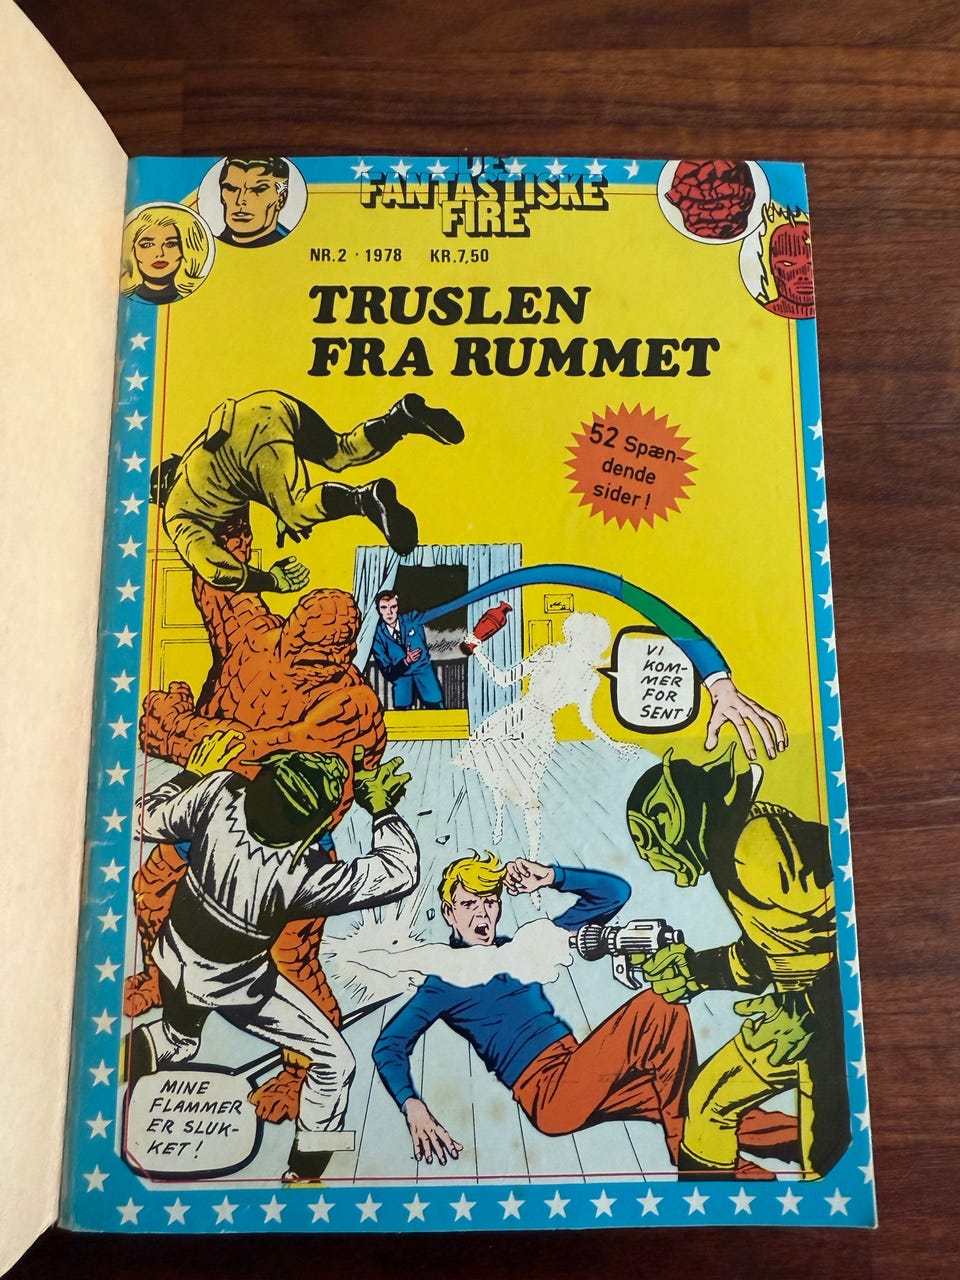 DE
FANTASTISKE
FIRE
NR.2 · 1978 KR.7,50
TRUSLEN
FRA RUMMET
52 Spæn-
dende
sider!
VI
KOM-
MER
FOR
SENT!
MINE
FLAMMER
ER SLUK-
KET!